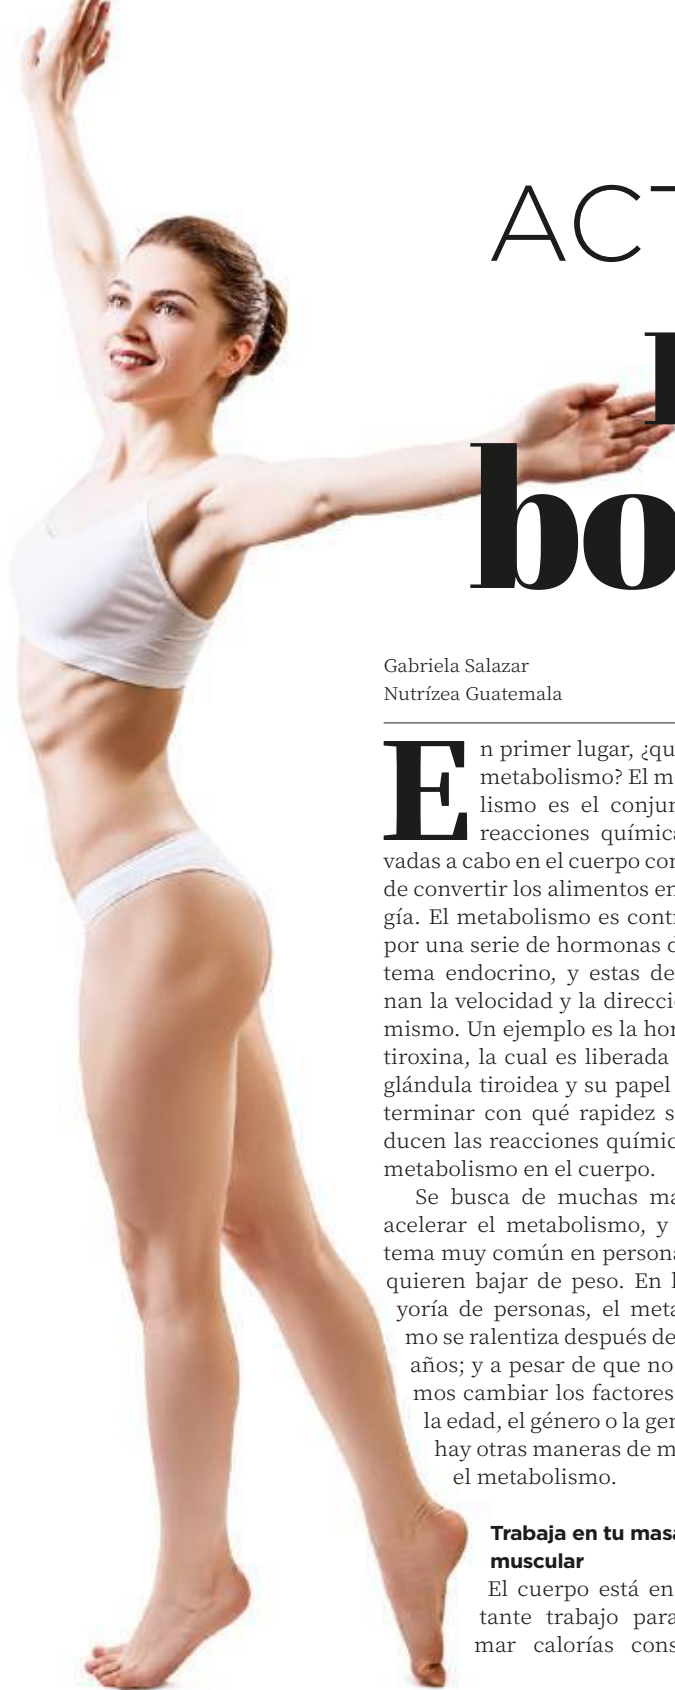 ACT
bo
Gabriela Salazar
Nutrízea Guatemala
En primer lugar, ¿qu
metabolismo? El me
lismo es el conjun
reacciones química
vadas a cabo en el cuerpo con
de convertir los alimentos en
gía. El metabolismo es contr
por una serie de hormonas d
tema endocrino, y estas de
nan la velocidad y la direcció
mismo. Un ejemplo es la hor
tiroxina, la cual es liberada
glándula tiroidea y su papel
terminar con qué rapidez s
ducen las reacciones químic
metabolismo en el cuerpo.
Se busca de muchas ma
acelerar el metabolismo, y
tema muy común en persona
quieren bajar de peso. En l
yoría de personas, el meta
mo se ralentiza después de
años; y a pesar de que no
mos cambiar los factores
la edad, el género o la gen
hay otras maneras de m
el metabolismo.
Trabaja en tu masa
muscular
El cuerpo está en
tante trabajo para
mar calorías cons